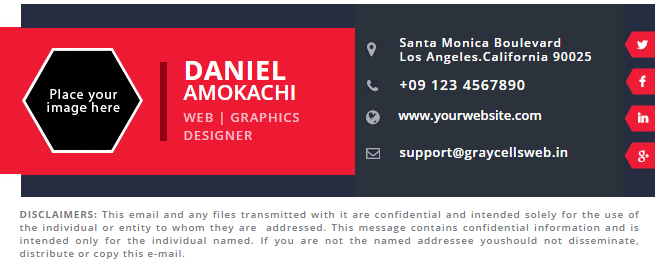 Place your
image here
DANIEL
AMOKACHI
WEB | GRAPHICS
DESIGNER
Santa Monica Boulevard
Los Angeles.California 90025
+09 123 4567890
www.yourwebsite.com
support@graycellsweb.in
in
g+
DISCLAIMERS: This email and any files transmitted with it are confidential and intended solely for the use of
the individual or entity to whom they are addressed. This message contains confidential information and is
intended only for the individual named. If you are not the named addressee youshould not disseminate,
distribute or copy this e-mail.